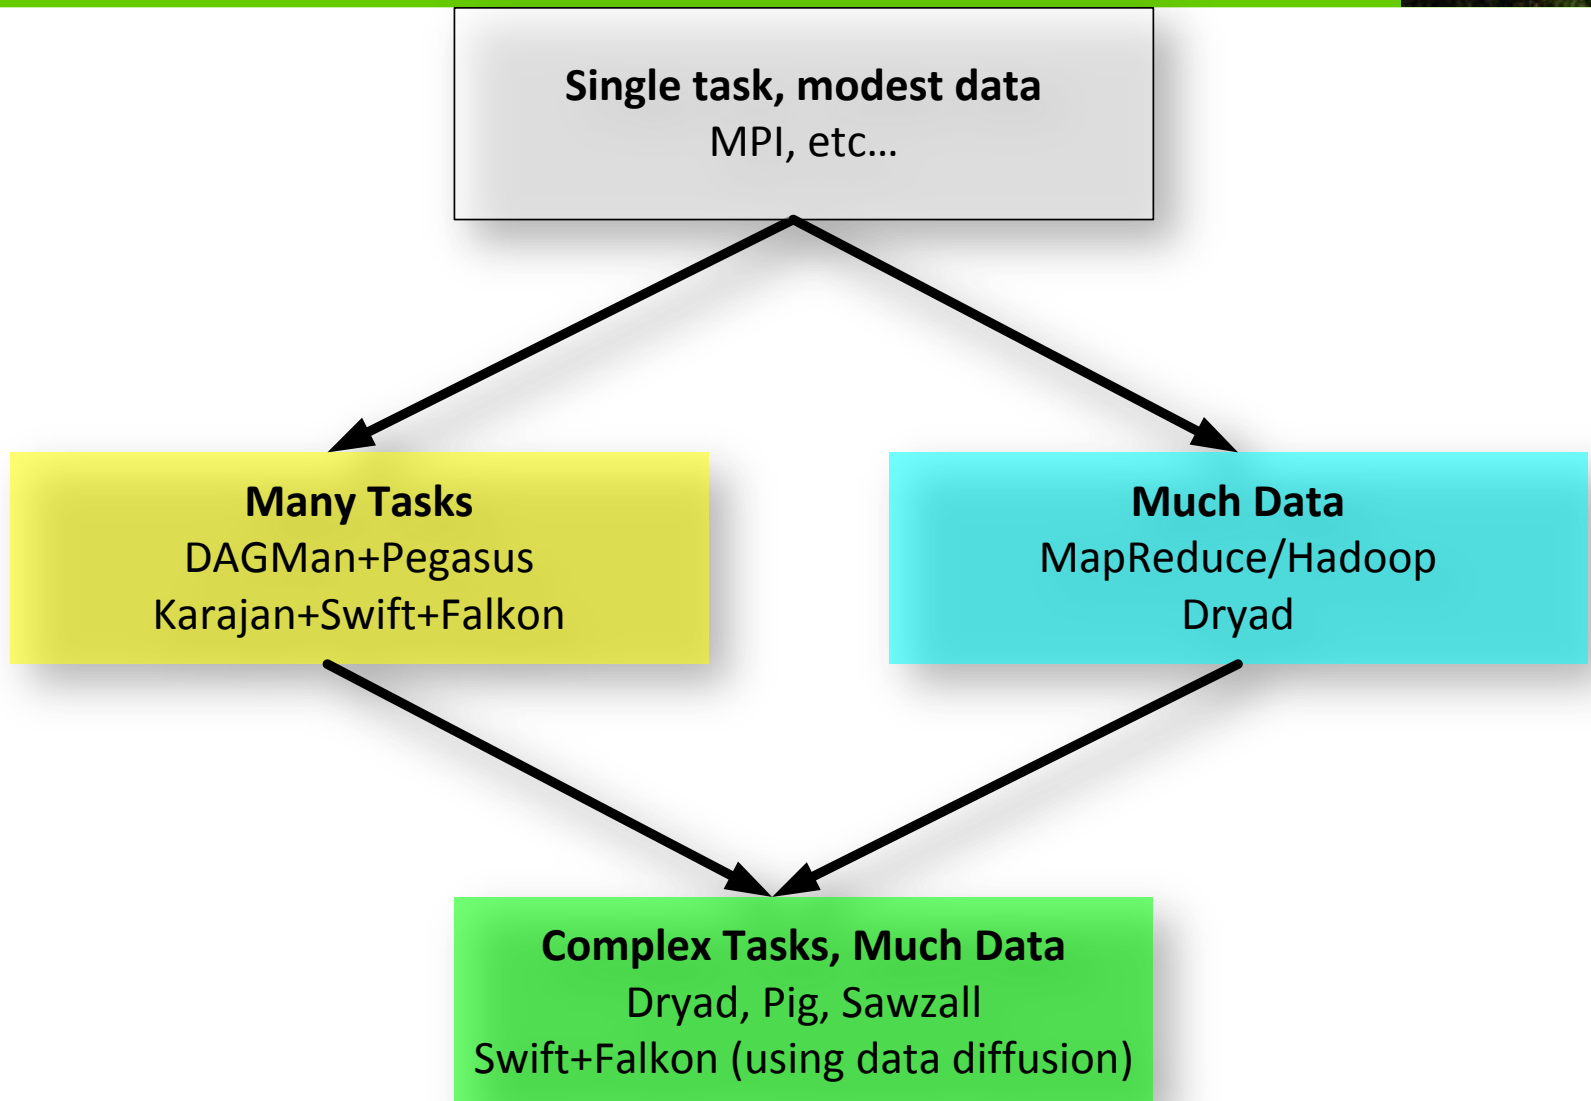 Single task, modest data
MPI, etc…
Many Tasks
DAGMan+Pegasus
Karajan+Swift+Falkon
Much Data
MapReduce/Hadoop
Dryad
Complex Tasks, Much Data
Dryad, Pig, Sawzall
Swift+Falkon (using data diffusion)